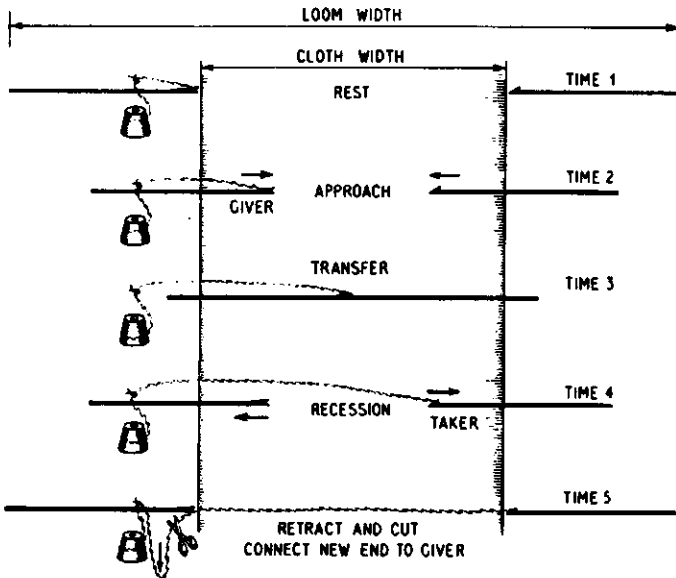 LOOM WIDTH
CLOTH WIDTH
REST
TIME 1
GIVER
APPROACH
TIME 2
TRANSFER
TIME 3
RECESSION
TAKER
TIME 4
TIME 5
RETRACT AND CUT
CONNECT NEW END TO GIVER